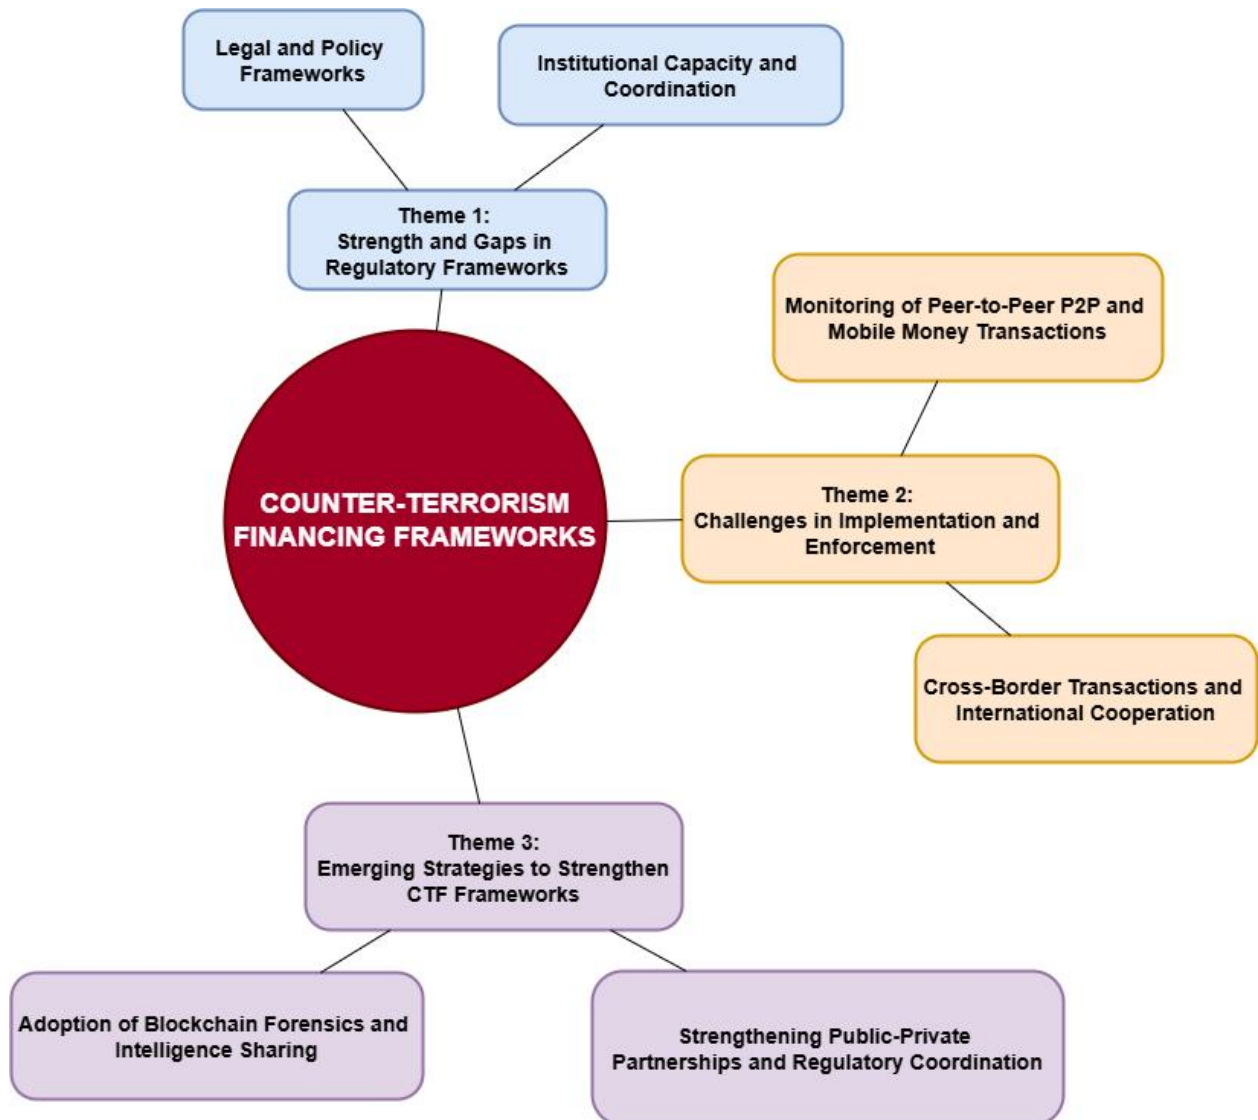 Legal and Policy
Frameworks
Institutional Capacity and
Coordination
Theme 1:
Strength and Gaps in
Regulatory Frameworks
Monitoring of Peer-to-Peer P2P and
Mobile Money Transactions
COUNTER-TERRORISM
FINANCING FRAMEWORKS
Theme 2:
Challenges in Implementation and
Enforcement
Cross-Border Transactions and
International Cooperation
Theme 3:
Emerging Strategies to Strengthen
CTF Frameworks
Adoption of Blockchain Forensics and
Intelligence Sharing
Strengthening Public-Private
Partnerships and Regulatory Coordination